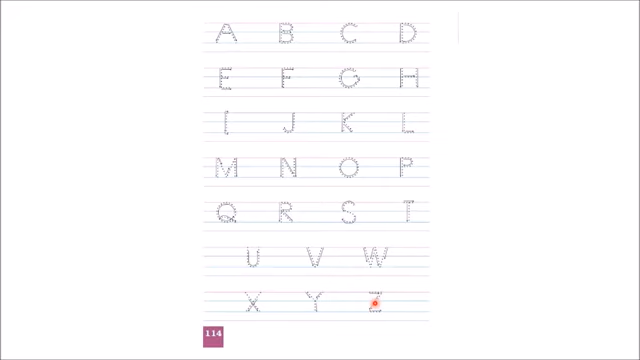 A B C D
E F G H
I J K L
M N O P
Q R S T
U V W
X Y Z
114